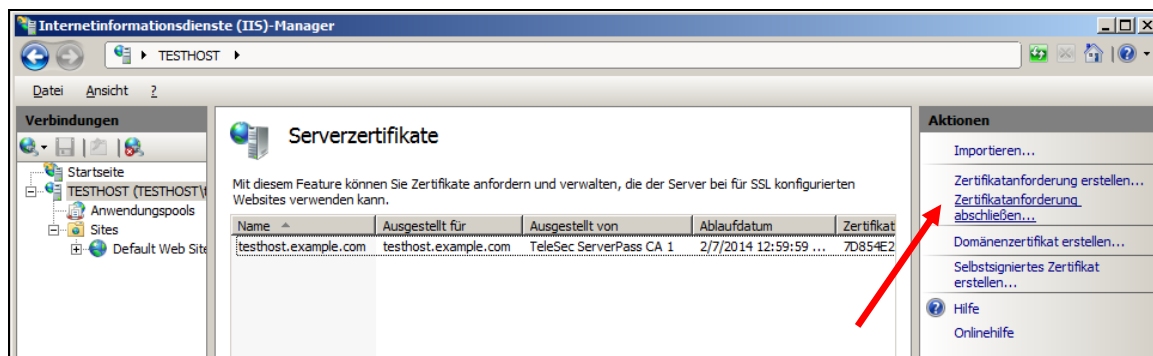 Internetinformationsdienste (IIS)-Manager
TESTHOST
Datei Ansicht ?
Verbindungen
Startseite
TESTHOST (TESTHOST\
Anwendungspools
Sites
Default Web Site
Serverzertifikate
Mit diesem Feature können Sie Zertifikate anfordern und verwalten, die der Server bei für SSL konfigurierten
Websites verwenden kann.
Name Ausgestellt für Ausgestellt von Ablaufdatum Zertifikat
testhost.example.com testhost.example.com TeleSec ServerPass CA 1 2/7/2014 12:59:59 ... 7D854E2
Aktionen
Importieren...
Zertifikatanforderung erstellen...
Zertifikatanforderung
abschließen...
Domänenzertifikat erstellen...
Selbstsigniertes Zertifikat
erstellen...
Hilfe
Onlinehilfe